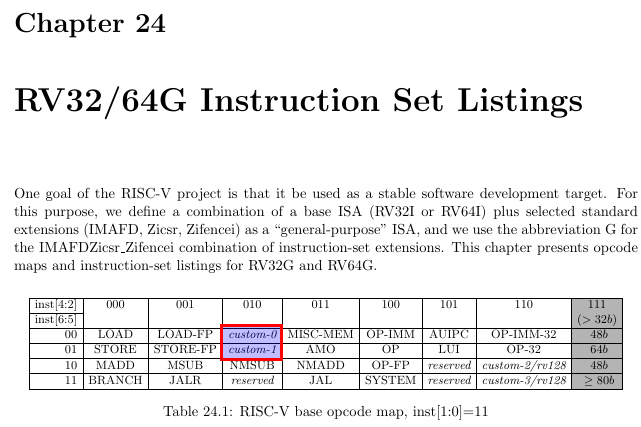 Chapter 24
RV32/64G Instruction Set Listings
One goal of the RISC-V project is that it be used as a stable software development target. For
this purpose, we define a combination of a base ISA (RV32I or RV64I) plus selected standard
extensions (IMAFD, Zicsr, Zifencei) as a “general-purpose” ISA, and we use the abbreviation G for
the IMAFDZicsr_Zifencei combination of instruction-set extensions. This chapter presents opcode
maps and instruction-set listings for RV32G and RV64G.
inst[4:2] 000 001 010 011 100 101 110 111
inst[6:5] (> 32b)
00 LOAD LOAD-FP custom-0 MISC-MEM OP-IMM AUIPC OP-IMM-32 48b
01 STORE STORE-FP custom-1 AMO OP LUI OP-32 64b
10 MADD MSUB NMSUB NMADD OP-FP reserved custom-2/rv128 48b
11 BRANCH JALR reserved JAL SYSTEM reserved custom-3/rv128 ≥ 80b
Table 24.1: RISC-V base opcode map, inst[1:0]=11